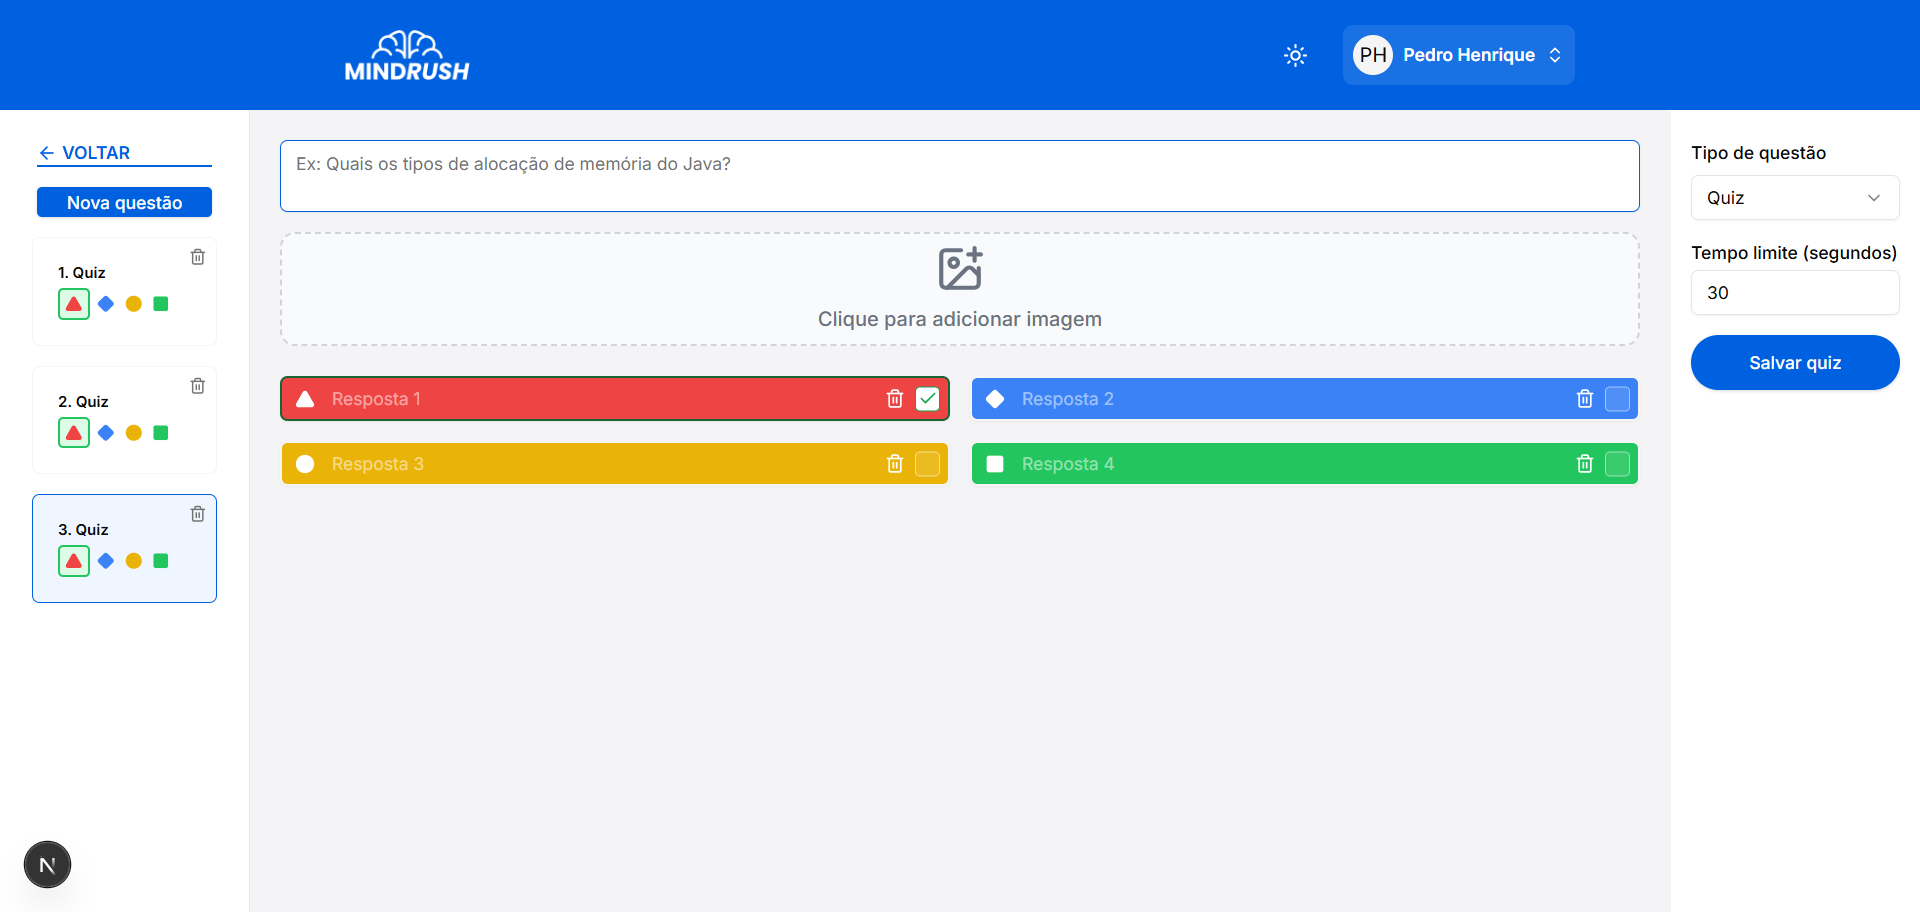 MINDRUSH
PH
Pedro Henrique
VOLTAR
Nova questão
1. Quiz
2. Quiz
3. Quiz
N
Ex: Quais os tipos de alocação de memória do Java?
Clique para adicionar imagem
Resposta 1
Resposta 2
Resposta 3
Resposta 4
Tipo de questão
Quiz
Tempo limite (segundos)
30
Salvar quiz